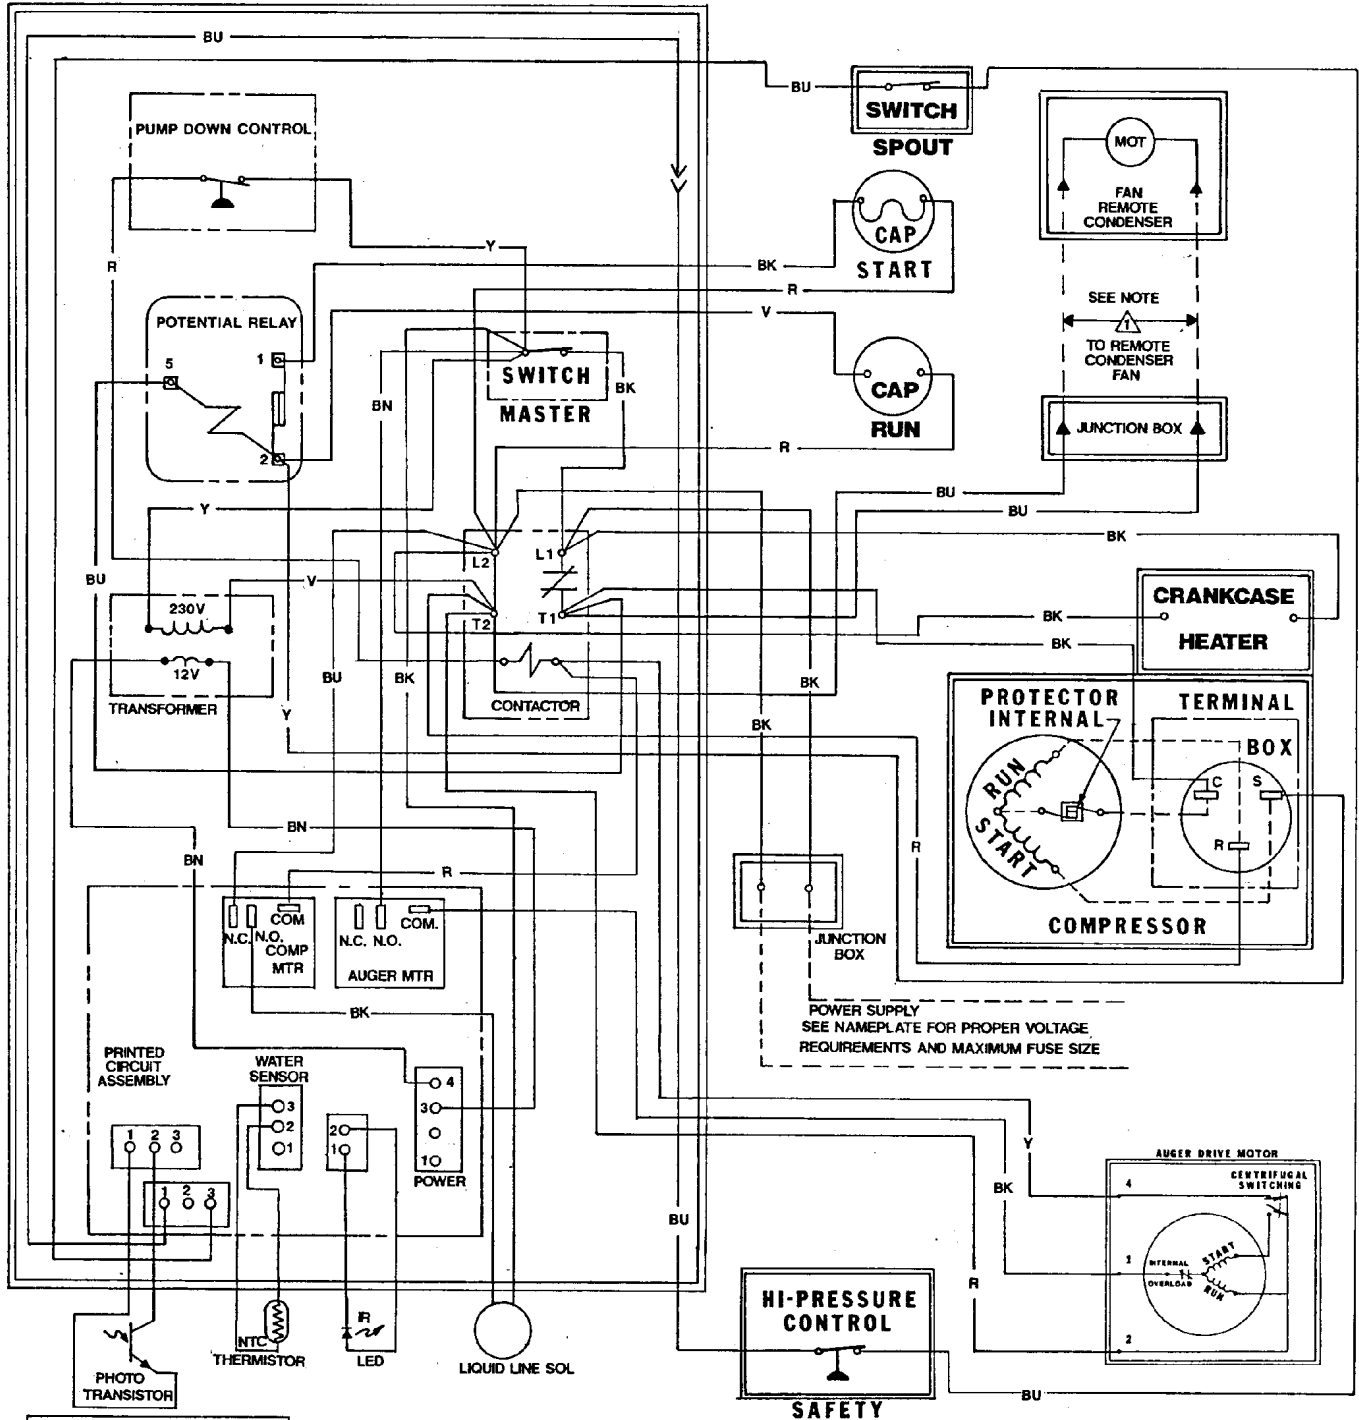 BU
PUMP DOWN CONTROL
Y
R
BU
SWITCH
SPOUT
CAP
START
BK
R
V
MOT
FAN
REMOTE
CONDENSER
SEE NOTE
1
TO REMOTE
CONDENSER
FAN
JUNCTION BOX
POTENTIAL RELAY
1
5
2
SWITCH
MASTER
BN
BK
CAP
RUN
R
BU
BU
BK
Y
L2
L1
T2
T1
CONTACTOR
BU
V
230V
12V
TRANSFORMER
BU
BK
Y
BK
BK
CRANKCASE
HEATER
BK
BK
PROTECTOR
INTERNAL
TERMINAL
BOX
RUN
START
C
S
R
COMPRESSOR
R
BN
BN
R
N.C.
N.O.
COM
COMP
MTR
N.C. N.O.
COM.
AUGER MTR
BK
JUNCTION
BOX
POWER SUPPLY
SEE NAMEPLATE FOR PROPER VOLTAGE
REQUIREMENTS AND MAXIMUM FUSE SIZE
PRINTED
CIRCUIT
ASSEMBLY
WATER
SENSOR
3
2
1
2
1
4
3
1
POWER
1 2 3
1 2 3
Y
BK
R
BU
AUGER DRIVE MOTOR
CENTRIFUGAL
SWITCHING
4
1
2
INTERNAL
OVERLOAD
START
RUN
HI-PRESSURE
CONTROL
SAFETY
BU
NTC
THERMISTOR
IR
LED
LIQUID LINE SOL
PHOTO
TRANSISTOR